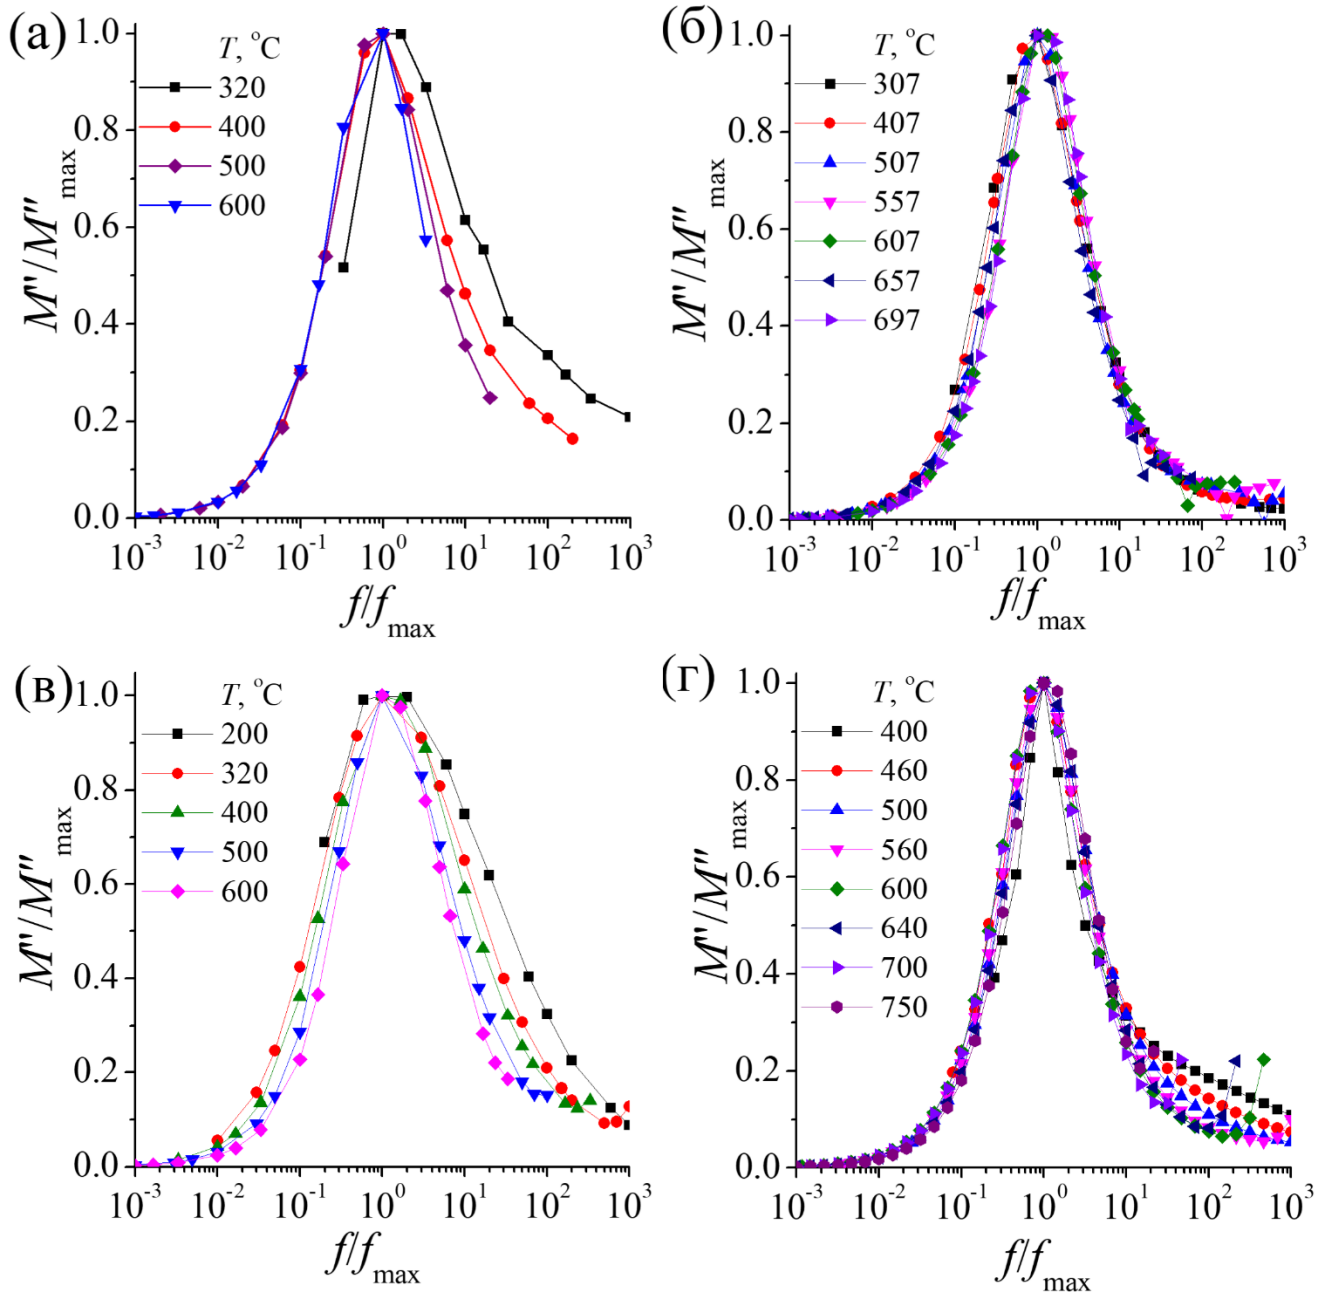 (а)
T, °C
320
400
500
600
M''/M''max
1.0
0.8
0.6
0.4
0.2
0.0
10⁻³ 10⁻² 10⁻¹ 10⁰ 10¹ 10² 10³
f/fmax
(б)
T, °C
307
407
507
557
607
657
697
M''/M''max
1.0
0.8
0.6
0.4
0.2
0.0
10⁻³ 10⁻² 10⁻¹ 10⁰ 10¹ 10² 10³
f/fmax
(в)
T, °C
200
320
400
500
600
M''/M''max
1.0
0.8
0.6
0.4
0.2
0.0
10⁻³ 10⁻² 10⁻¹ 10⁰ 10¹ 10² 10³
f/fmax
(г)
T, °C
400
460
500
560
600
640
700
750
M''/M''max
1.0
0.8
0.6
0.4
0.2
0.0
10⁻³ 10⁻² 10⁻¹ 10⁰ 10¹ 10² 10³
f/fmax